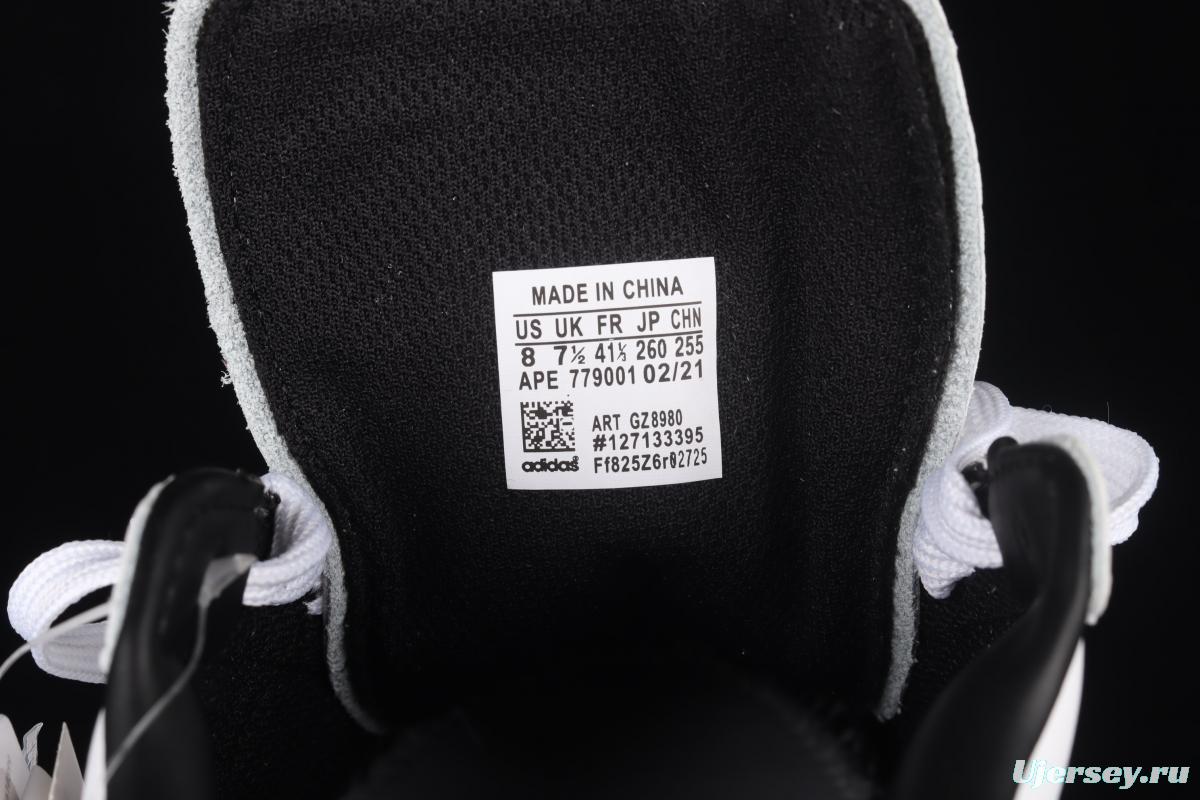 MADE IN CHINA
US UK FR JP CHN
8 7½ 41⅓ 260 255
APE 779001 02/21
ART GZ8980
#127133395
adidas Ff825Z6r02725
Ujersey.ru